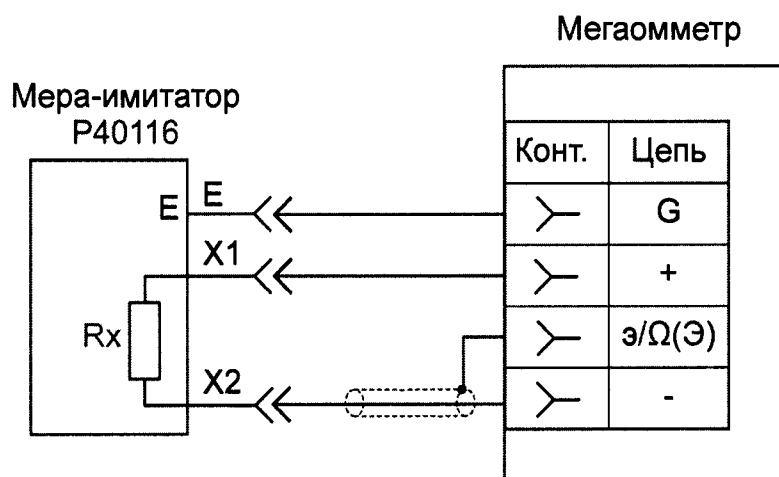 Мегаомметр
Мера-имитатор
Р40116
Конт. Цепь
E E G
X1 +
Rx э/Ω(Э)
X2 -